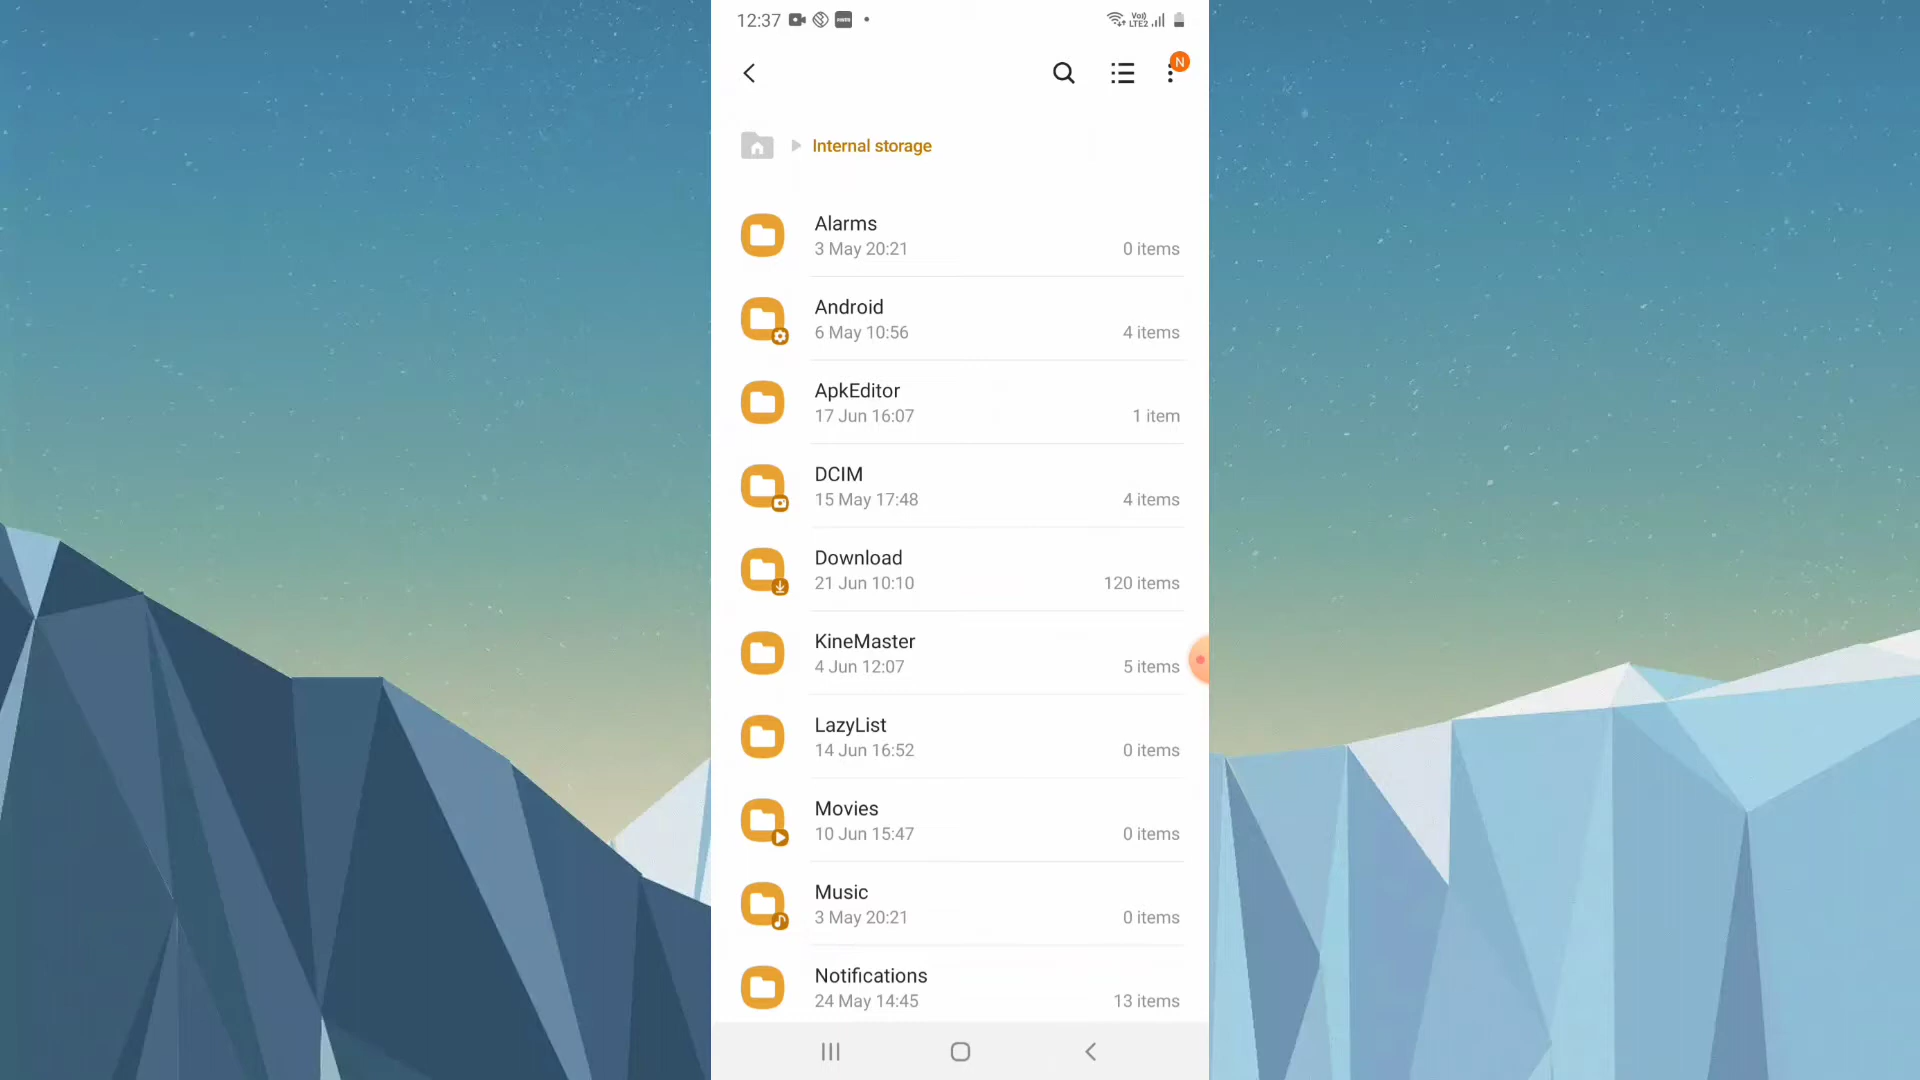 12:37
Vo))
LTE2
N
Internal storage
Alarms
3 May 20:21
0 items
Android
6 May 10:56
4 items
ApkEditor
17 Jun 16:07
1 item
DCIM
15 May 17:48
4 items
Download
21 Jun 10:10
120 items
KineMaster
4 Jun 12:07
5 items
LazyList
14 Jun 16:52
0 items
Movies
10 Jun 15:47
0 items
Music
3 May 20:21
0 items
Notifications
24 May 14:45
13 items